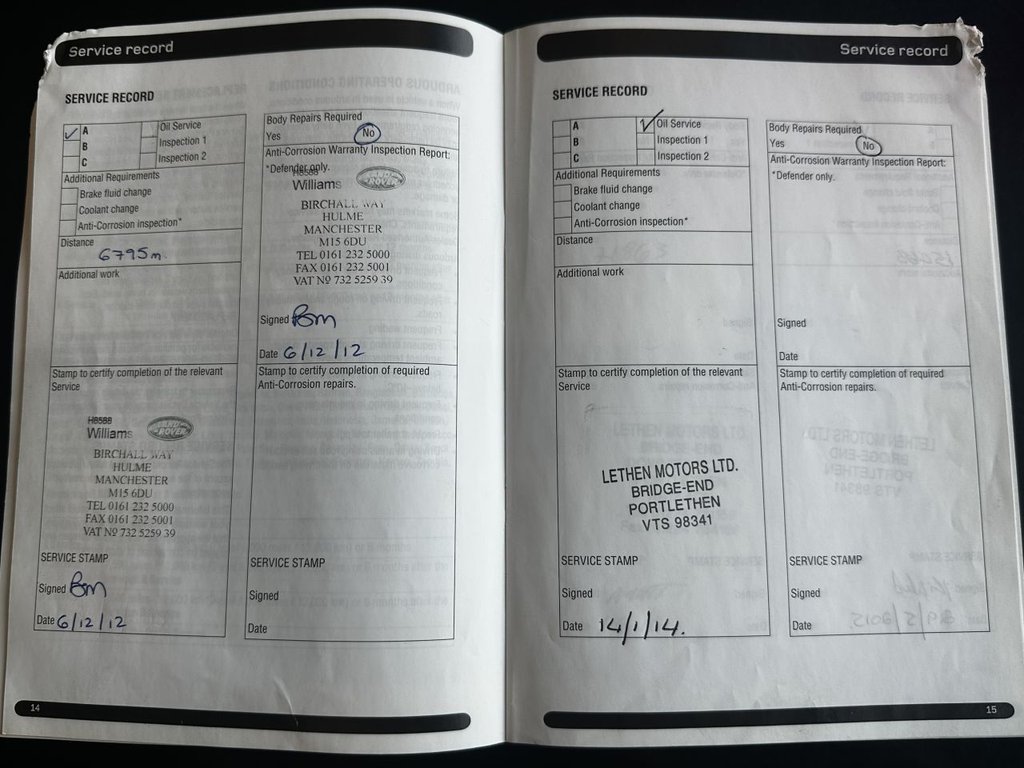 Service record
SERVICE RECORD
✓ A
B
C
Oil Service
Inspection 1
Inspection 2
Additional Requirements
Brake fluid change
Coolant change
Anti-Corrosion inspection*
Distance
6795m
Additional work
Stamp to certify completion of the relevant
Service
H8588
Williams
LAND ROVER
BIRCHALL WAY
HULME
MANCHESTER
M15 6DU
TEL 0161 232 5000
FAX 0161 232 5001
VAT Nº 732 5259 39
SERVICE STAMP
Signed
Date 6/12/12
Body Repairs Required
Yes No
Anti-Corrosion Warranty Inspection Report:
*Defender only.
H8588
Williams
LAND ROVER
BIRCHALL WAY
HULME
MANCHESTER
M15 6DU
TEL 0161 232 5000
FAX 0161 232 5001
VAT Nº 732 5259 39
Signed
Date 6/12/12
Stamp to certify completion of required
Anti-Corrosion repairs.
SERVICE STAMP
Signed
Date
14
Service record
SERVICE RECORD
A
B
C
✓ Oil Service
Inspection 1
Inspection 2
Additional Requirements
Brake fluid change
Coolant change
Anti-Corrosion inspection*
Distance
Additional work
Stamp to certify completion of the relevant
Service
LETHEN MOTORS LTD.
BRIDGE-END
PORTLETHEN
VTS 98341
SERVICE STAMP
Signed
Date 14/1/14.
Body Repairs Required
Yes No
Anti-Corrosion Warranty Inspection Report:
*Defender only.
Signed
Date
Stamp to certify completion of required
Anti-Corrosion repairs.
SERVICE STAMP
Signed
Date
15